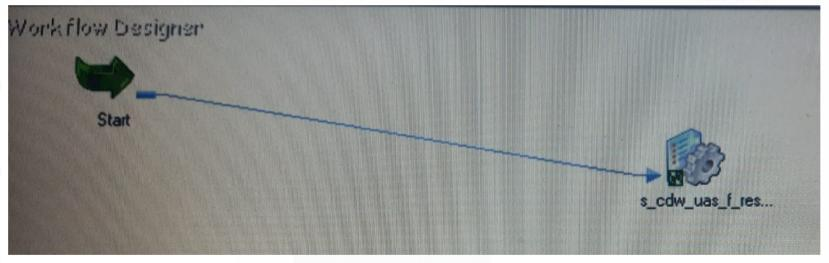 Workflow Designer
Start
s_cdw_uas_f_res...